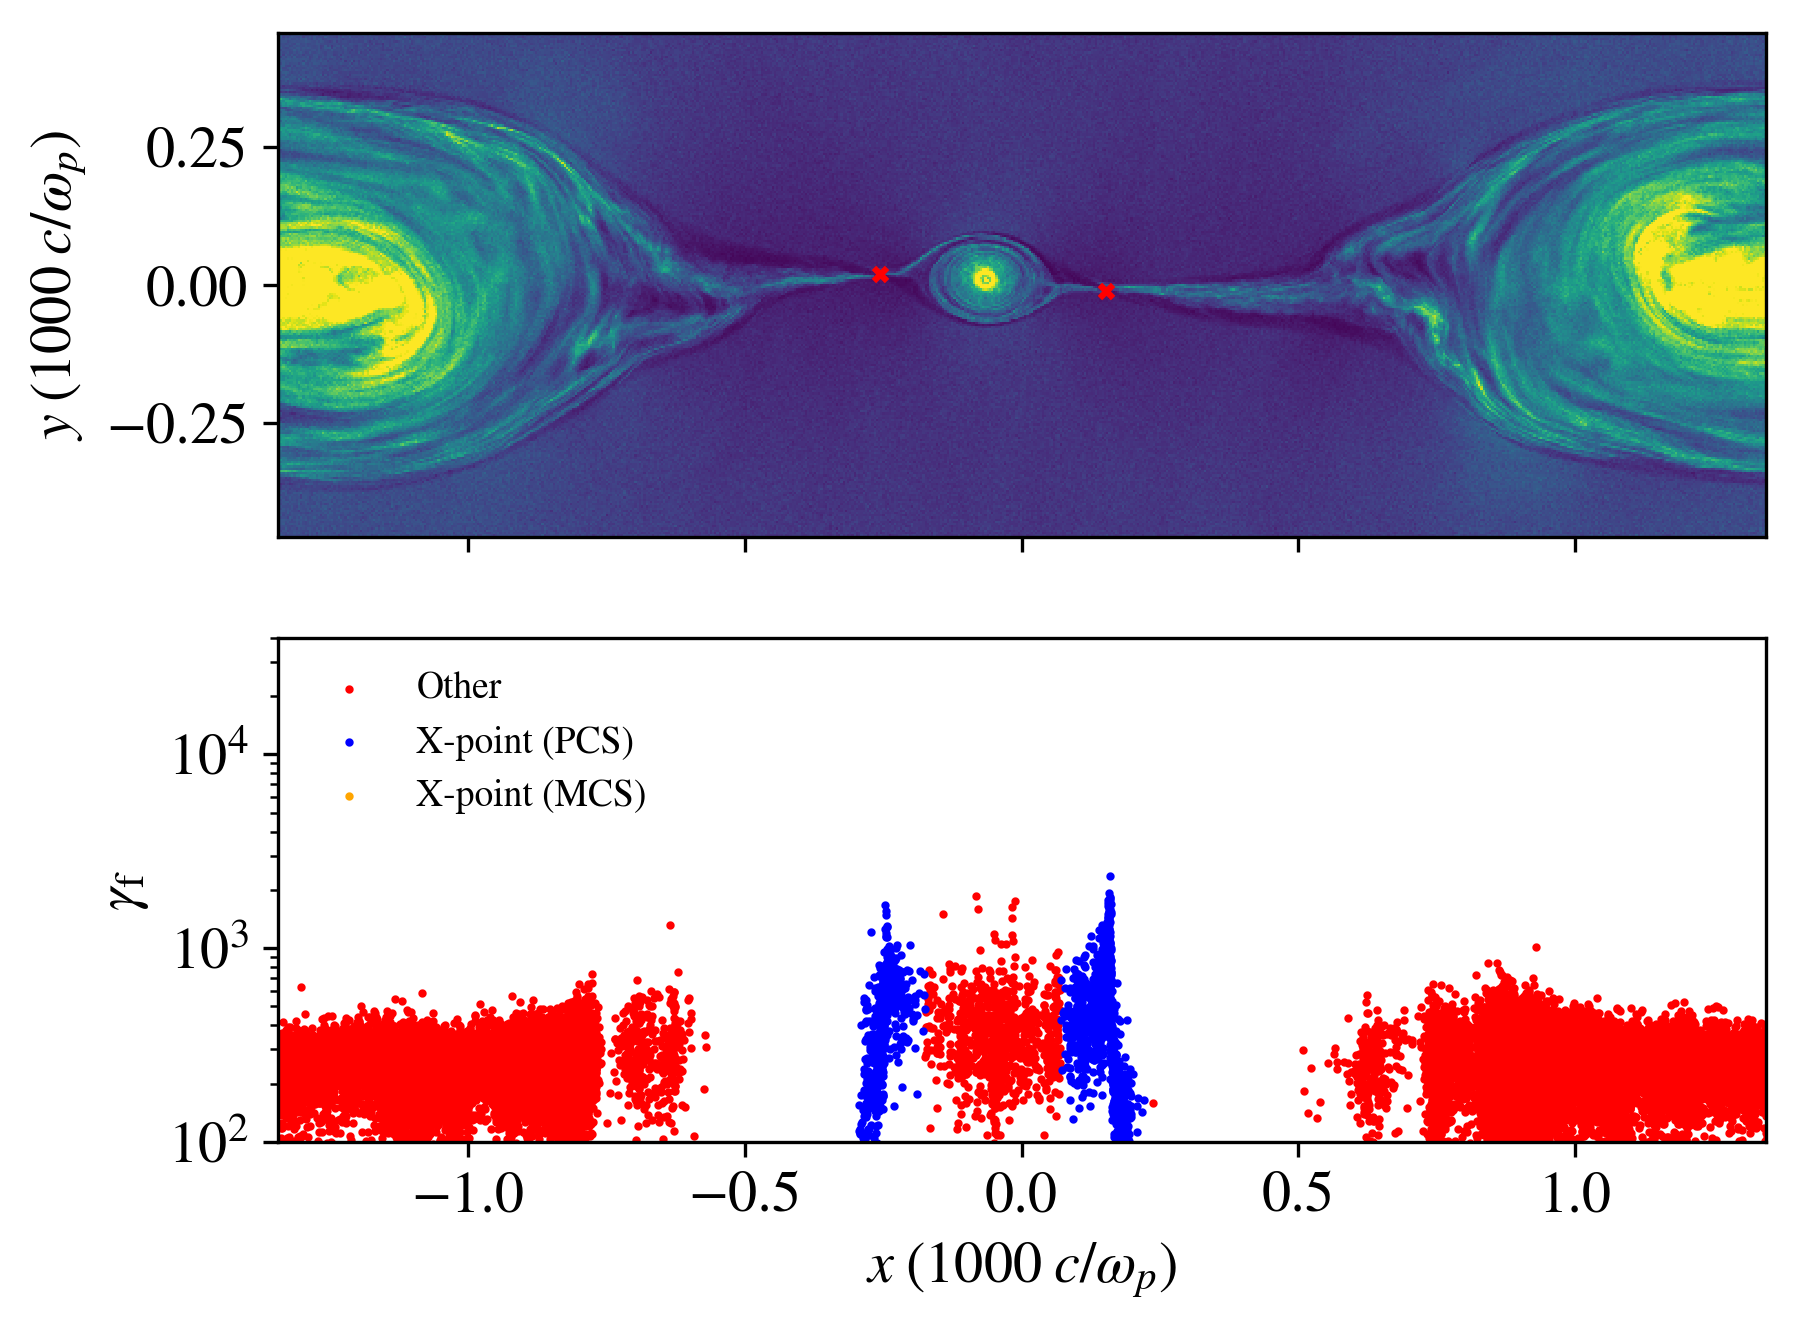 y (1000 c/ωp)
0.25
0.00
−0.25
γf
10^4
10^3
10^2
Other
X-point (PCS)
X-point (MCS)
−1.0 −0.5 0.0 0.5 1.0
x (1000 c/ωp)